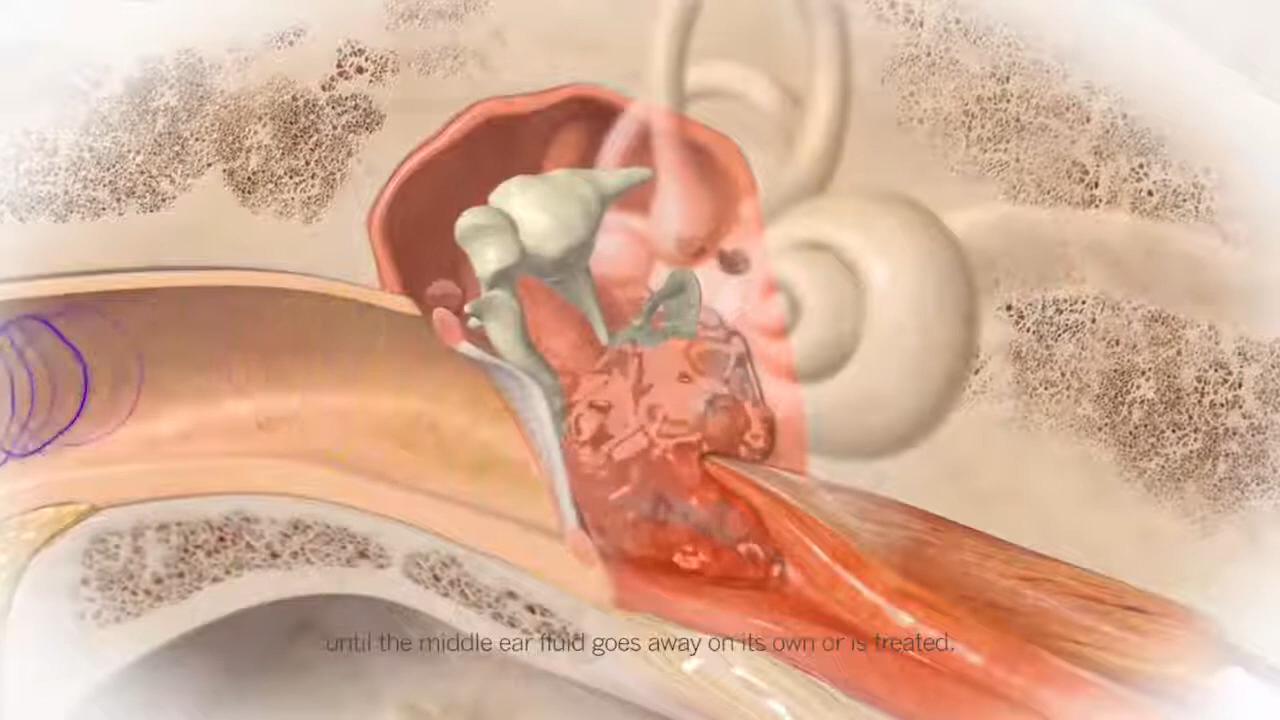 until the middle ear fluid goes away on its own or is treated.